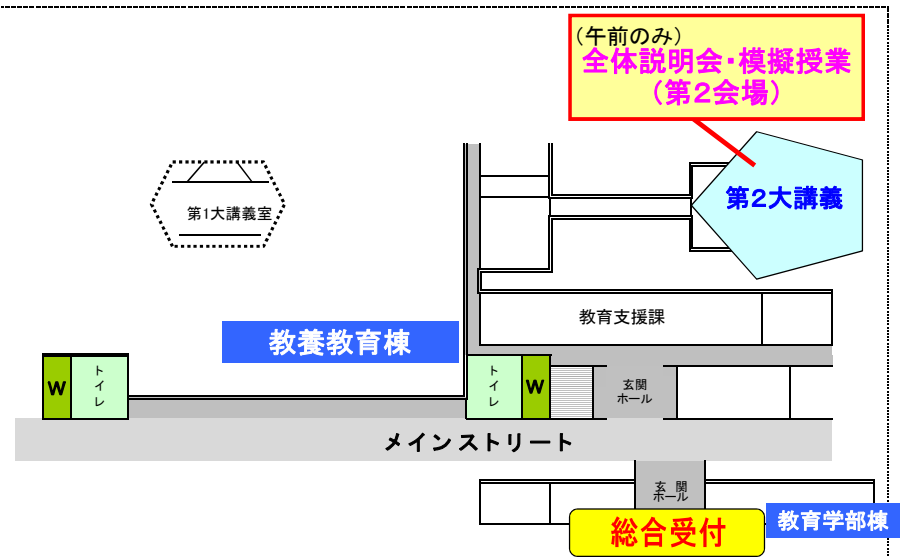 (午前のみ)
全体説明会・模擬授業
(第2会場)
第2大講義
第1大講義室
教育支援課
教養教育棟
W
トイレ
トイレ
W
玄関
ホール
メインストリート
玄 関
ホール
総合受付
教育学部棟